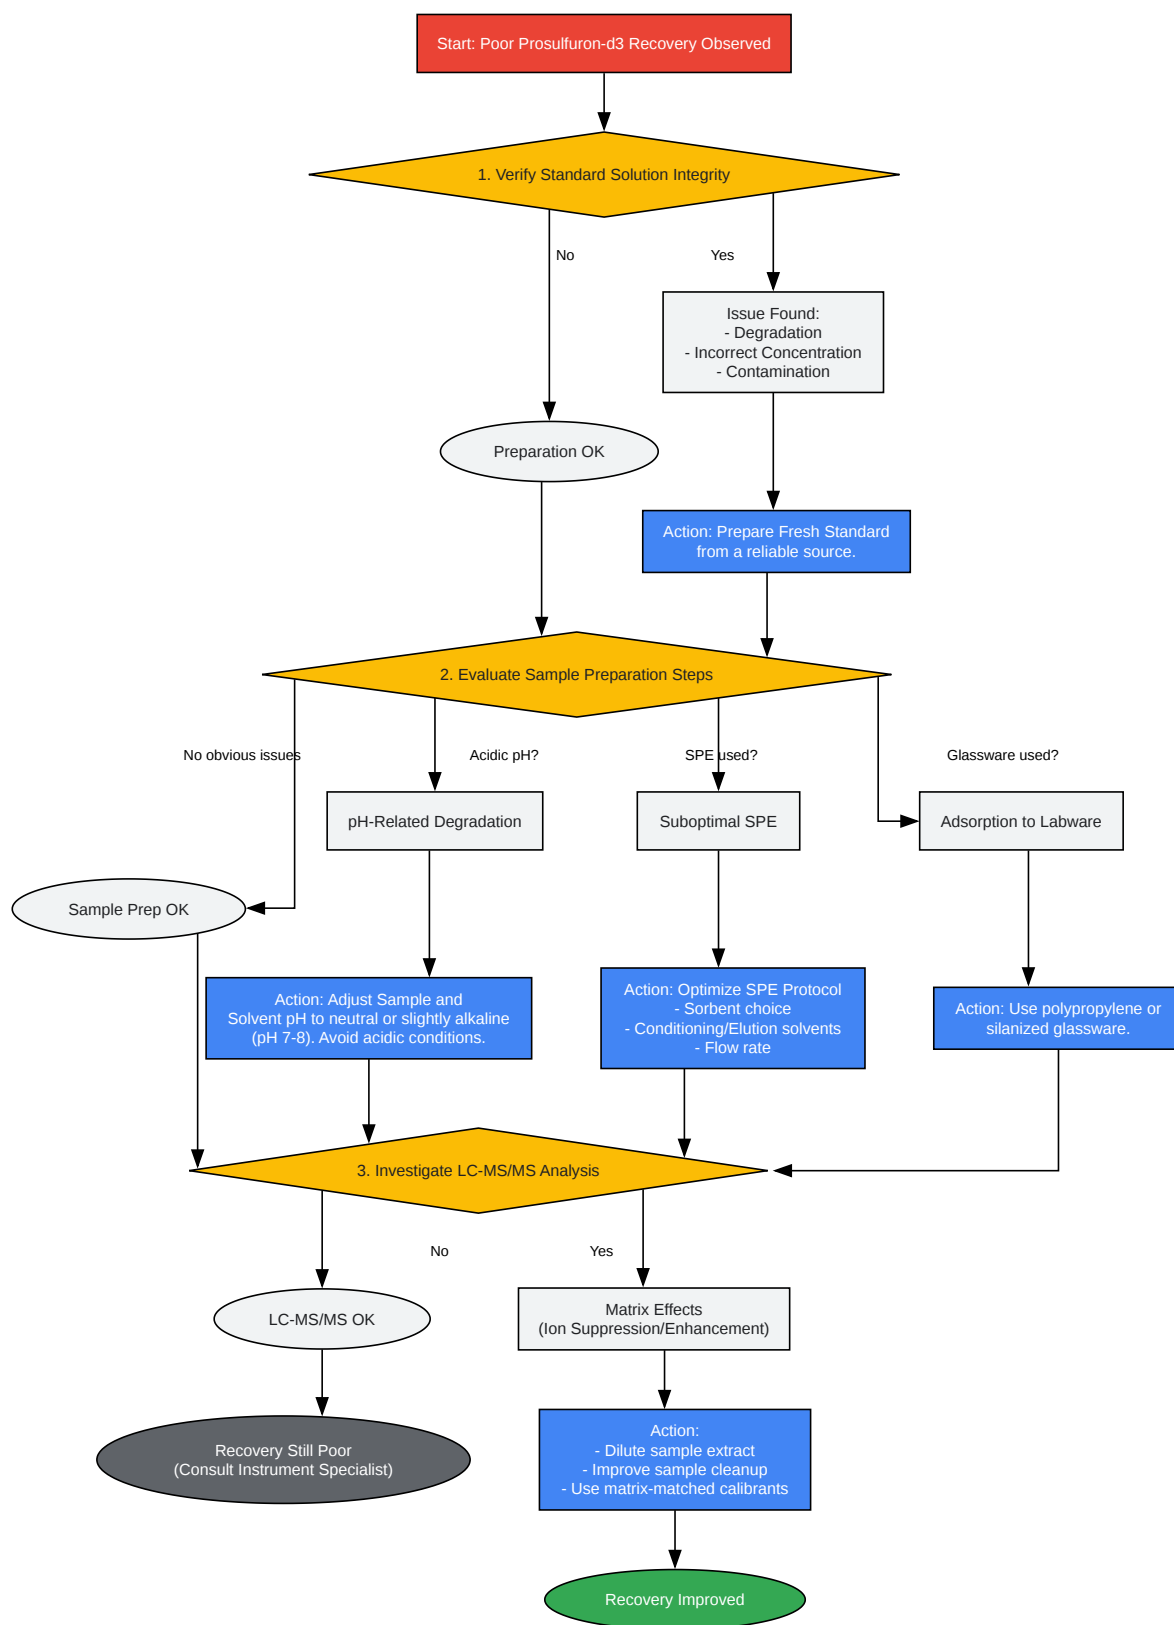 Start: Poor Prosulfuron-d3 Recovery Observed
1. Verify Standard Solution Integrity
No
Yes
Issue Found:
- Degradation
- Incorrect Concentration
- Contamination
Preparation OK
Action: Prepare Fresh Standard
from a reliable source.
2. Evaluate Sample Preparation Steps
No obvious issues
Acidic pH?
SPE used?
Glassware used?
pH-Related Degradation
Suboptimal SPE
Adsorption to Labware
Sample Prep OK
Action: Adjust Sample and
Solvent pH to neutral or slightly alkaline
(pH 7-8). Avoid acidic conditions.
Action: Optimize SPE Protocol
- Sorbent choice
- Conditioning/Elution solvents
- Flow rate
Action: Use polypropylene or
silanized glassware.
3. Investigate LC-MS/MS Analysis
No
Yes
LC-MS/MS OK
Matrix Effects
(Ion Suppression/Enhancement)
Recovery Still Poor
(Consult Instrument Specialist)
Action:
- Dilute sample extract
- Improve sample cleanup
- Use matrix-matched calibrants
Recovery Improved